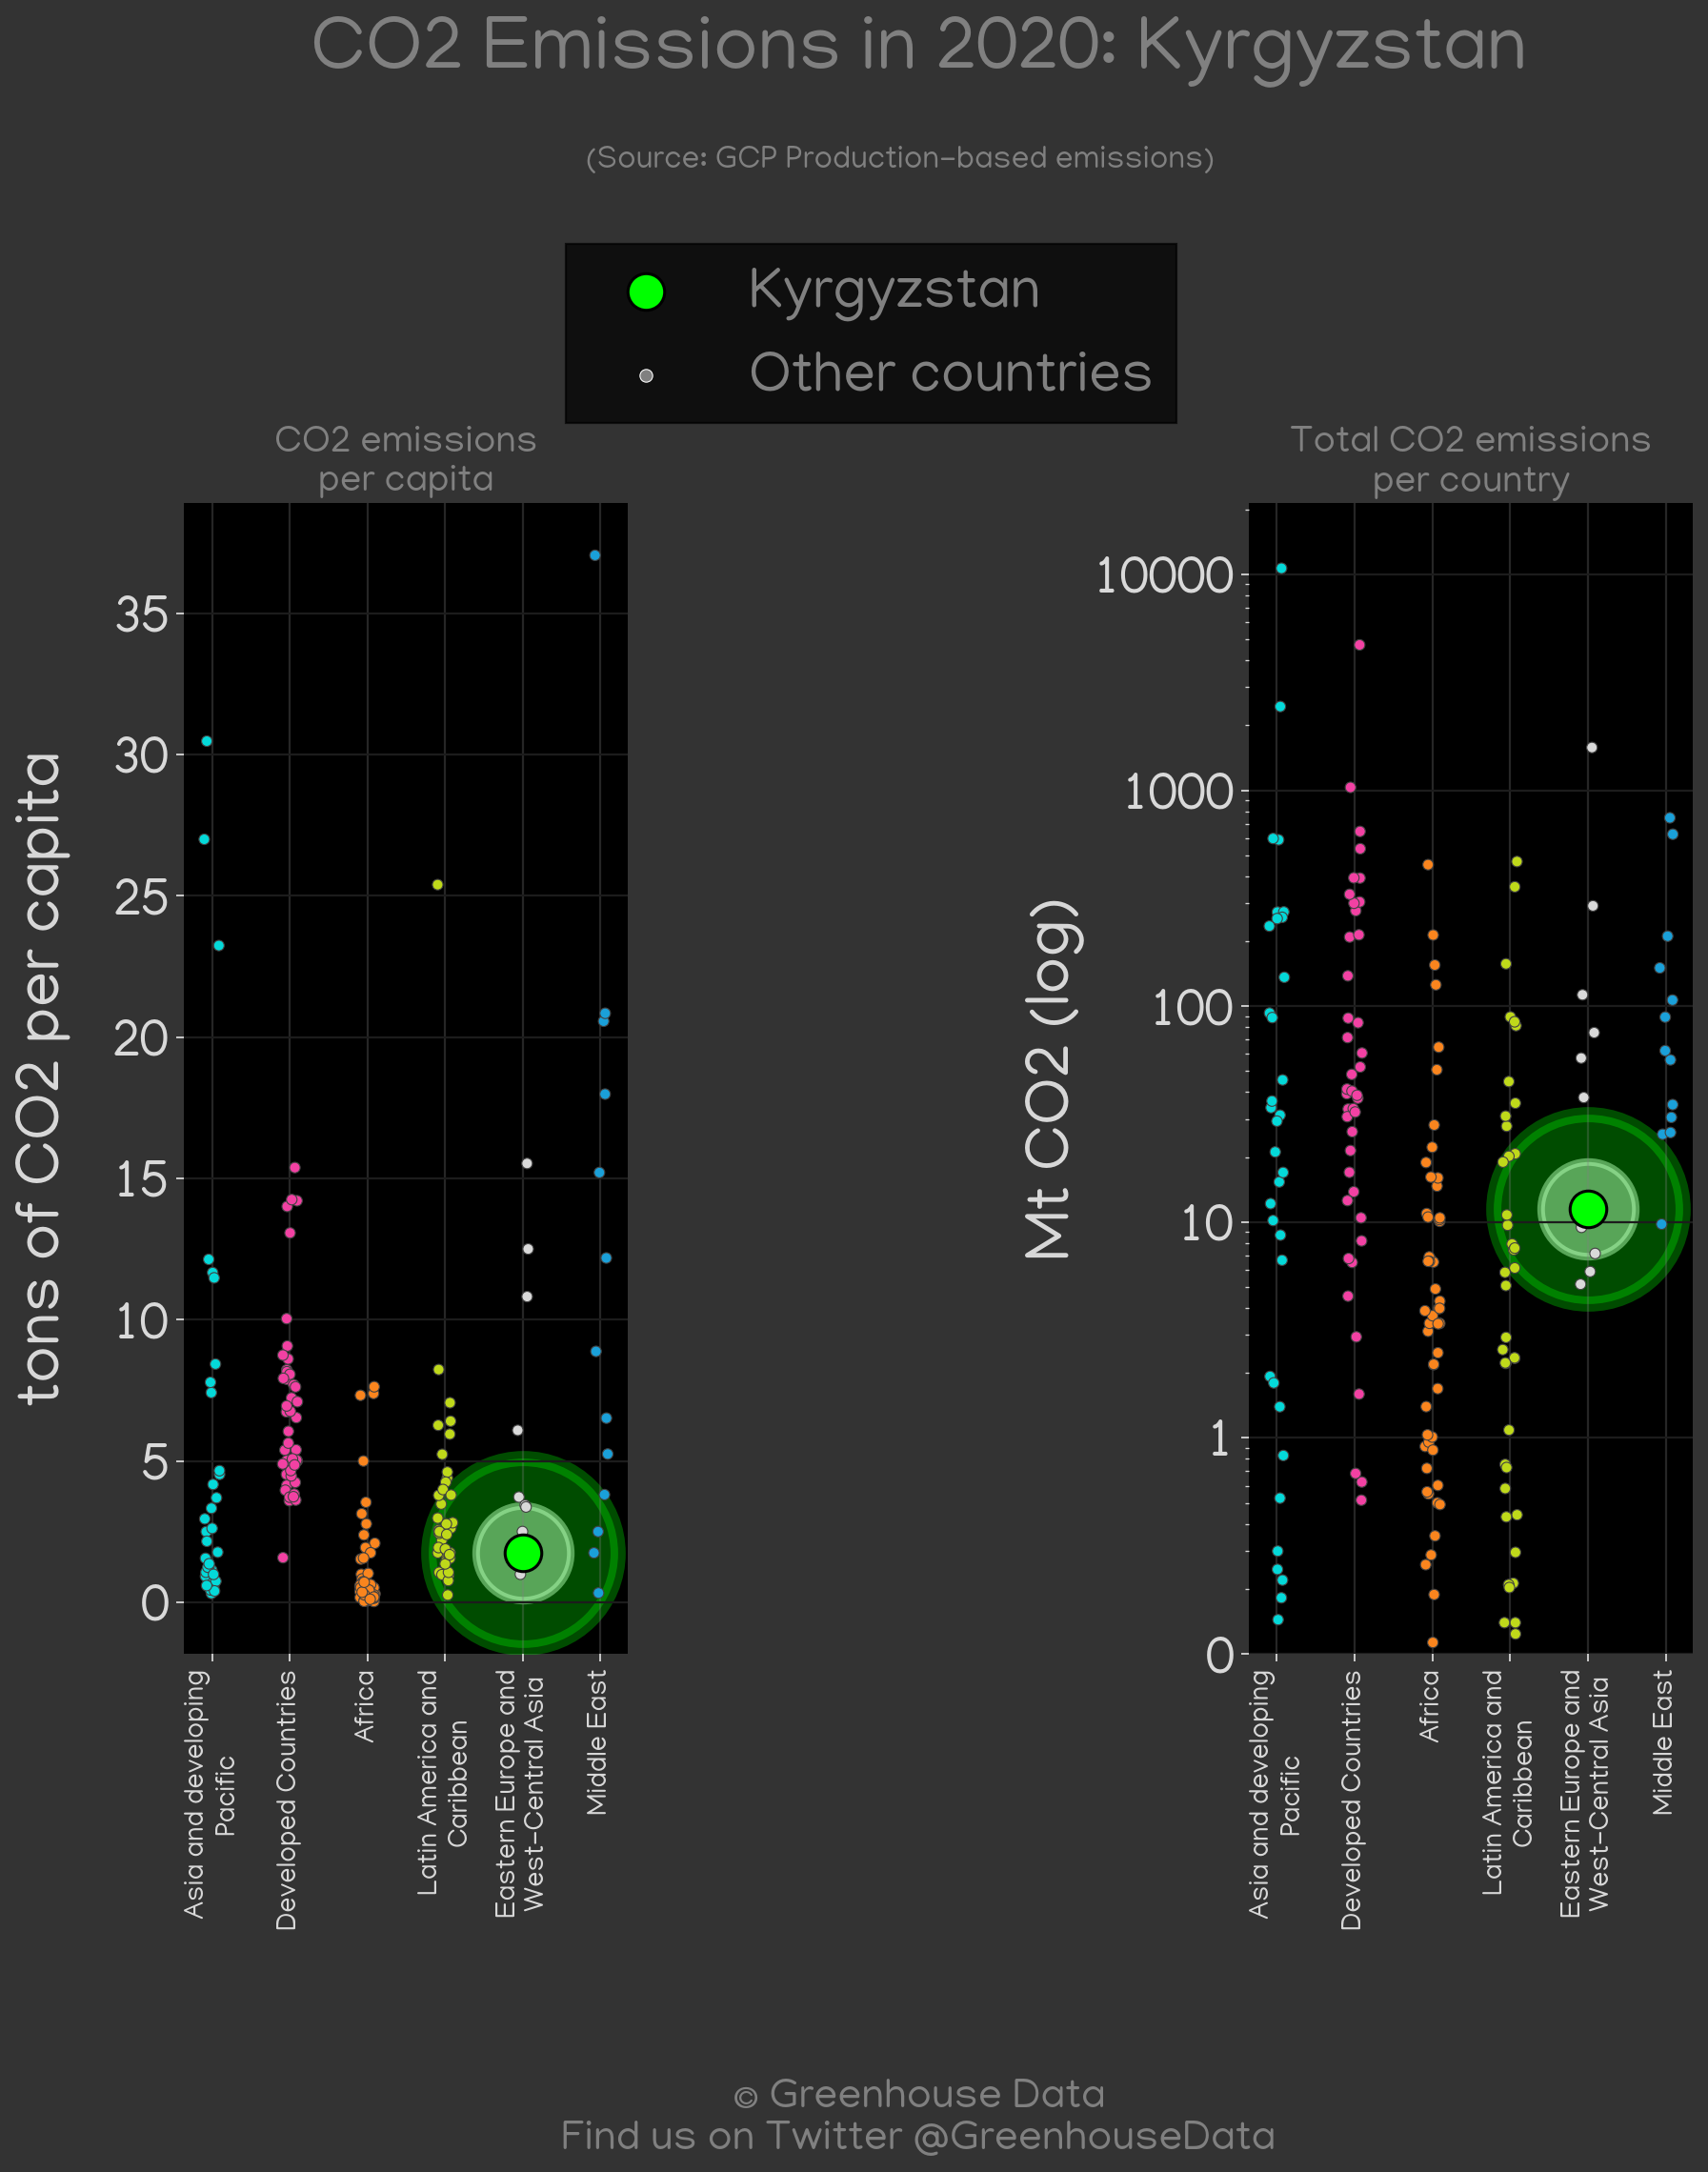 CO2 Emissions in 2020: Kyrgyzstan
(Source: GCP Production-based emissions)
Kyrgyzstan
Other countries
CO2 emissions
per capita
tons of CO2 per capita
35
30
25
20
15
10
5
0
Asia and developing
Pacific
Developed Countries
Africa
Latin America and
Caribbean
Eastern Europe and
West-Central Asia
Middle East
Total CO2 emissions
per country
Mt CO2 (log)
10000
1000
100
10
1
0
Asia and developing
Pacific
Developed Countries
Africa
Latin America and
Caribbean
Eastern Europe and
West-Central Asia
Middle East
© Greenhouse Data
Find us on Twitter @GreenhouseData